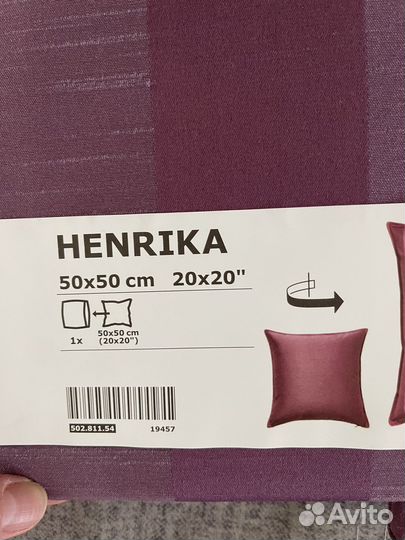 HENRIKA
50x50 cm 20x20"
1x
50x50 cm
(20x20")
502.811.54 19457
Avito